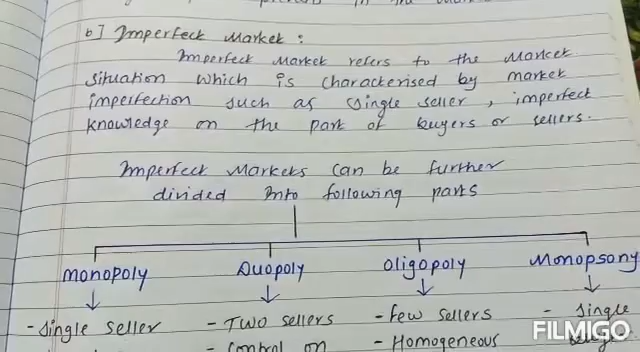 b] Imperfect Market :
Imperfect Market refers to the Market
situation which is characterised by market
imperfection such as single seller, imperfect
knowledge on the part of buyers or sellers.
Imperfect Markets can be further
divided into following parts
Monopoly Duopoly Oligopoly Monopsony
- single seller - Two sellers - few sellers - single
- control on - Homogeneous
FILMIGO